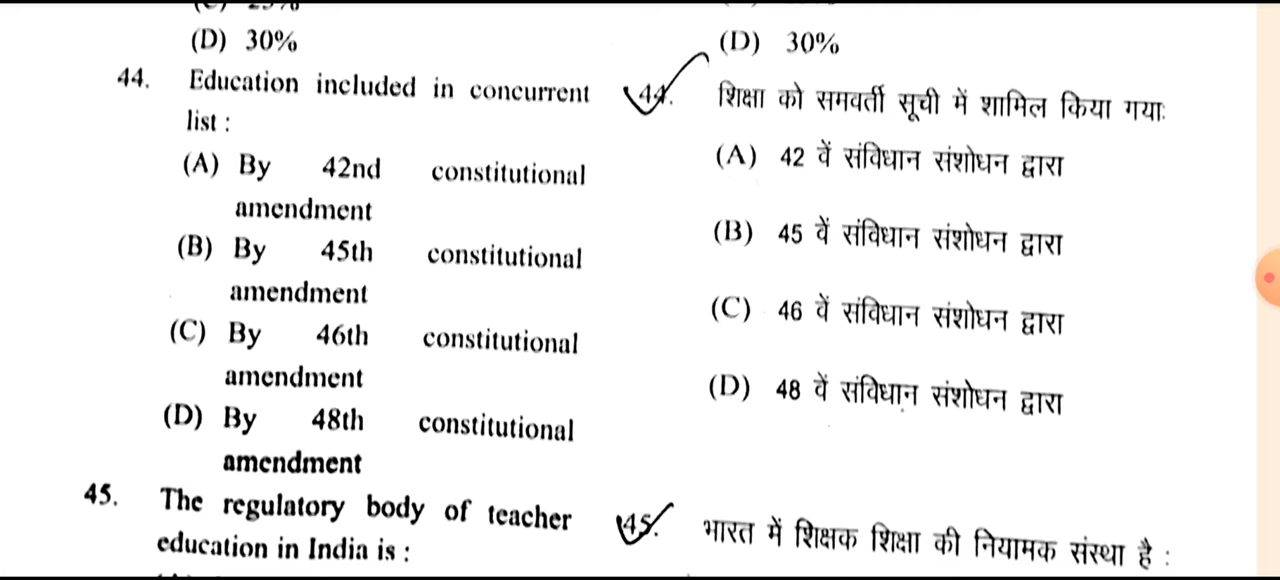 (D) 30%
44. Education included in concurrent
list :
(A) By 42nd constitutional
amendment
(B) By 45th constitutional
amendment
(C) By 46th constitutional
amendment
(D) By 48th constitutional
amendment
45. The regulatory body of teacher
education in India is :
(D) 30%
44. शिक्षा को समवर्ती सूची में शामिल किया गयाः
(A) 42 वें संविधान संशोधन द्वारा
(B) 45 वें संविधान संशोधन द्वारा
(C) 46 वें संविधान संशोधन द्वारा
(D) 48 वें संविधान संशोधन द्वारा
45. भारत में शिक्षक शिक्षा की नियामक संस्था है :